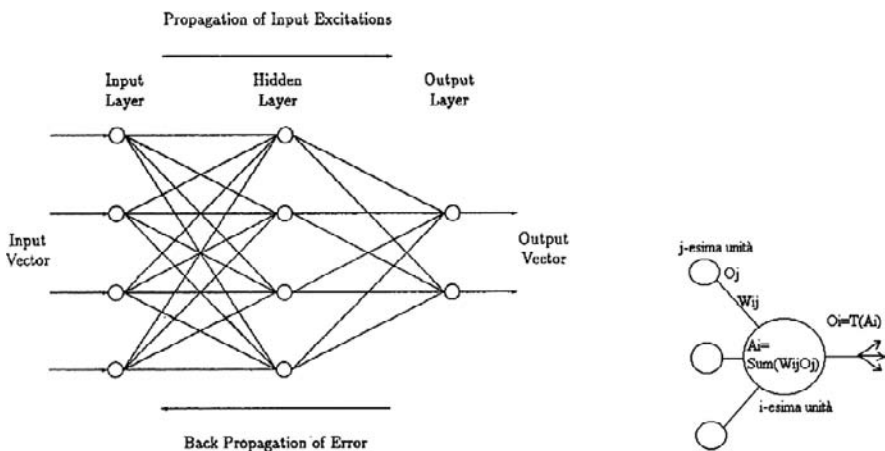 Propagation of Input Excitations
Input
Layer
Hidden
Layer
Output
Layer
Input
Vector
Output
Vector
Back Propagation of Error
j-esima unità
Oj
Wij
Oi=T(Ai)
Ai=
Sum(WijOj)
i-esima unità